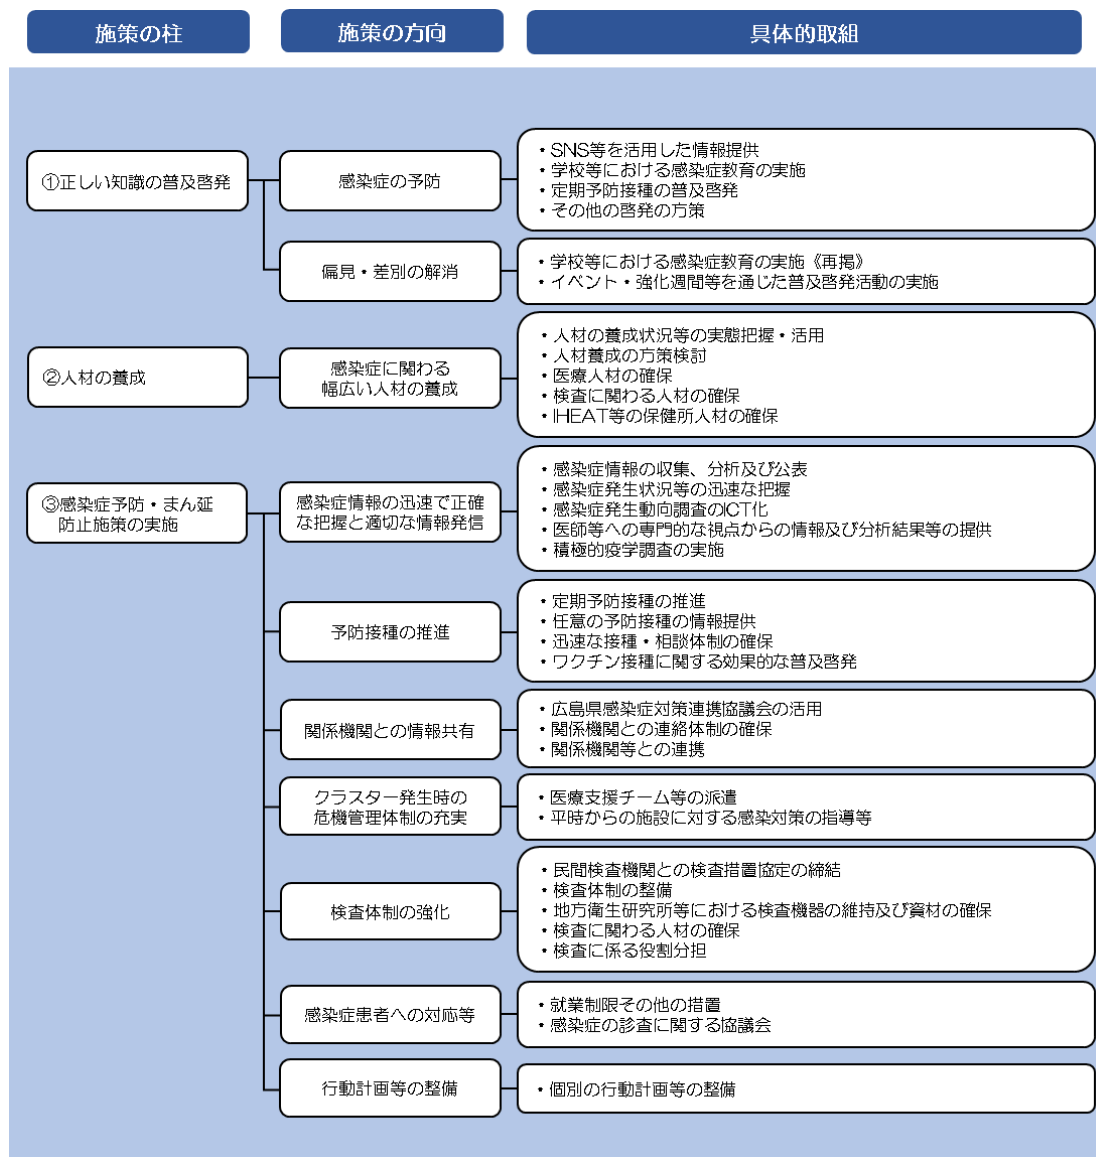 施策の柱
施策の方向
具体的取組
①正しい知識の普及啓発
感染症の予防
・SNS等を活用した情報提供
・学校等における感染症教育の実施
・定期予防接種の普及啓発
・その他の啓発の方策
偏見・差別の解消
・学校等における感染症教育の実施《再掲》
・イベント・強化週間等を通じた普及啓発活動の実施
②人材の養成
感染症に関わる
幅広い人材の養成
・人材の養成状況等の実態把握・活用
・人材養成の方策検討
・医療人材の確保
・検査に関わる人材の確保
・IHEAT等の保健所人材の確保
③感染症予防・まん延
防止施策の実施
感染症情報の迅速で正確
な把握と適切な情報発信
・感染症情報の収集、分析及び公表
・感染症発生状況等の迅速な把握
・感染症発生動向調査のICT化
・医師等への専門的な視点からの情報及び分析結果等の提供
・積極的疫学調査の実施
予防接種の推進
・定期予防接種の推進
・任意の予防接種の情報提供
・迅速な接種・相談体制の確保
・ワクチン接種に関する効果的な普及啓発
関係機関との情報共有
・広島県感染症対策連携協議会の活用
・関係機関との連絡体制の確保
・関係機関等との連携
クラスター発生時の
危機管理体制の充実
・医療支援チーム等の派遣
・平時からの施設に対する感染対策の指導等
検査体制の強化
・民間検査機関との検査措置協定の締結
・検査体制の整備
・地方衛生研究所等における検査機器の維持及び資材の確保
・検査に関わる人材の確保
・検査に係る役割分担
感染症患者への対応等
・就業制限その他の措置
・感染症の診査に関する協議会
行動計画等の整備
・個別の行動計画等の整備